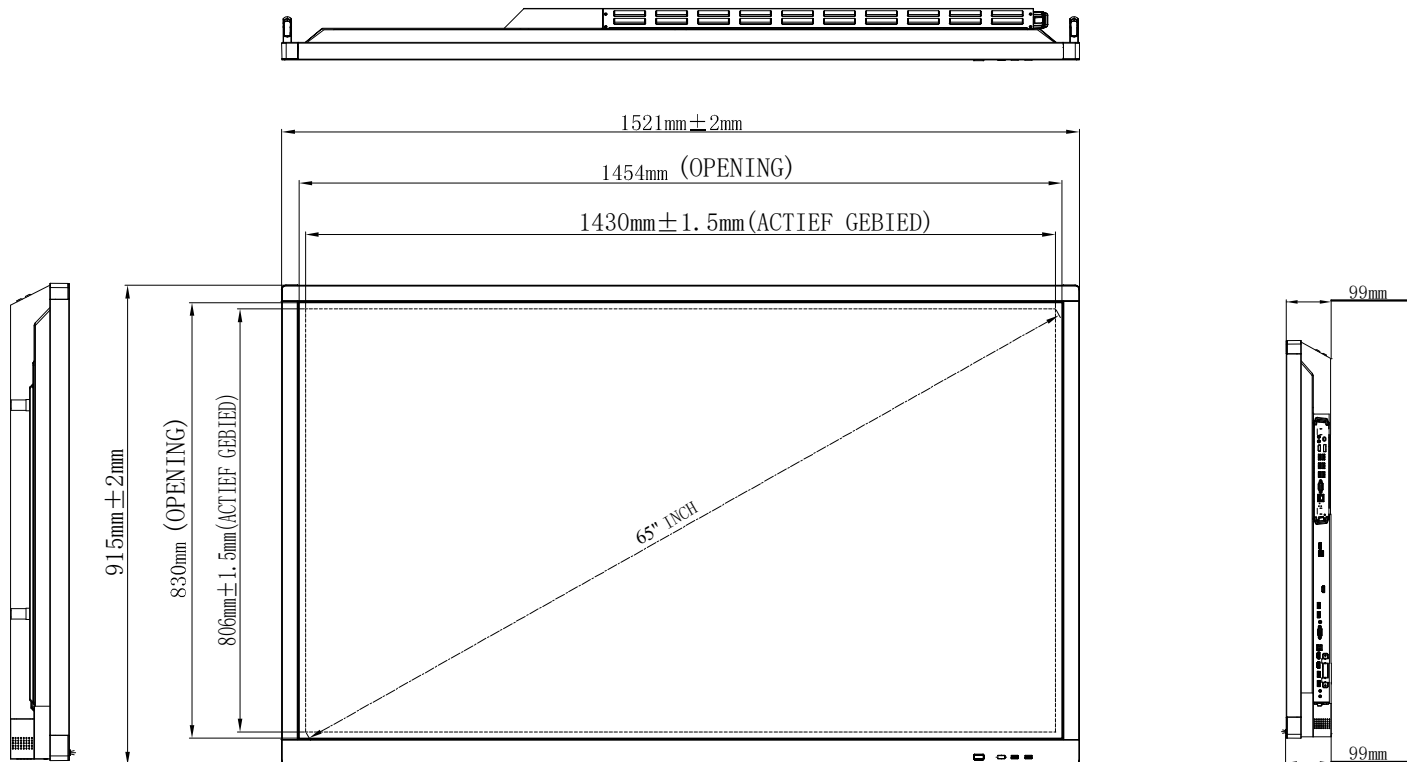 1521mm±2mm
1454mm (OPENING)
1430mm±1.5mm(ACTIEF GEBIED)
915mm±2mm
830mm (OPENING)
806mm±1.5mm(ACTIEF GEBIED)
65" INCH
99mm
99mm